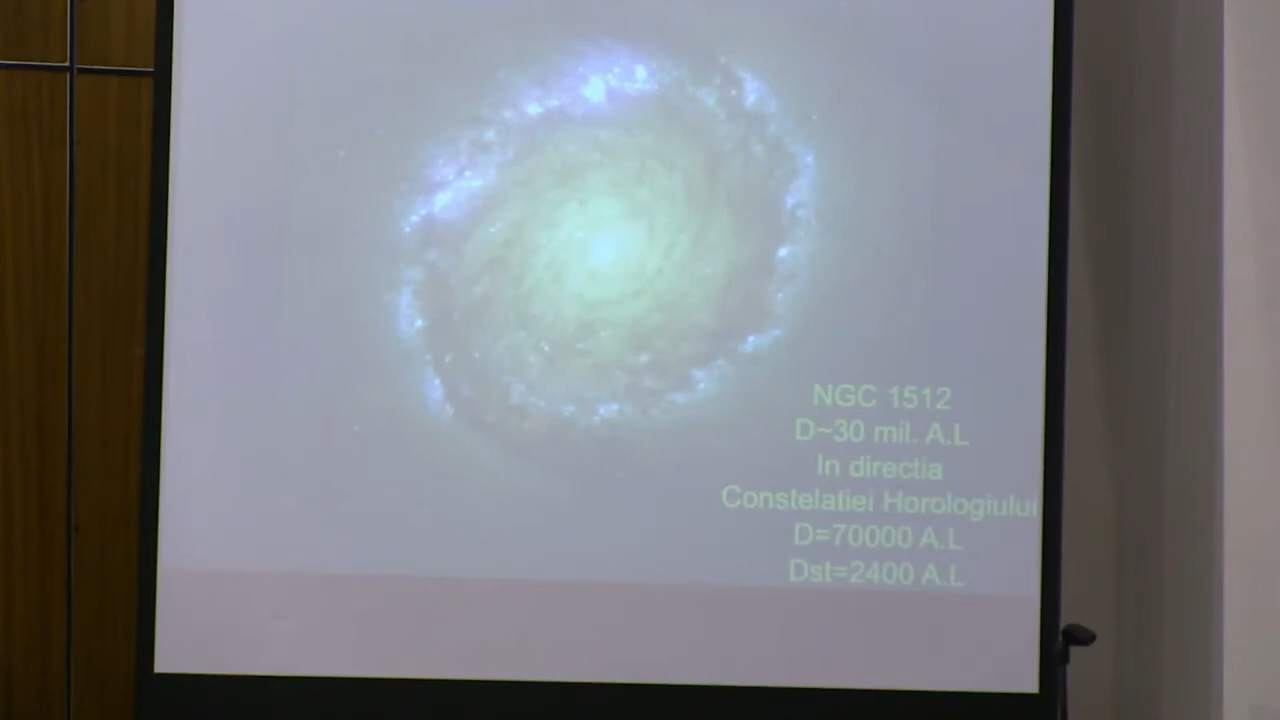 NGC 1512
D~30 mil. A.L
In directia
Constelatiei Horologiului
D=70000 A.L
Dst=2400 A.L